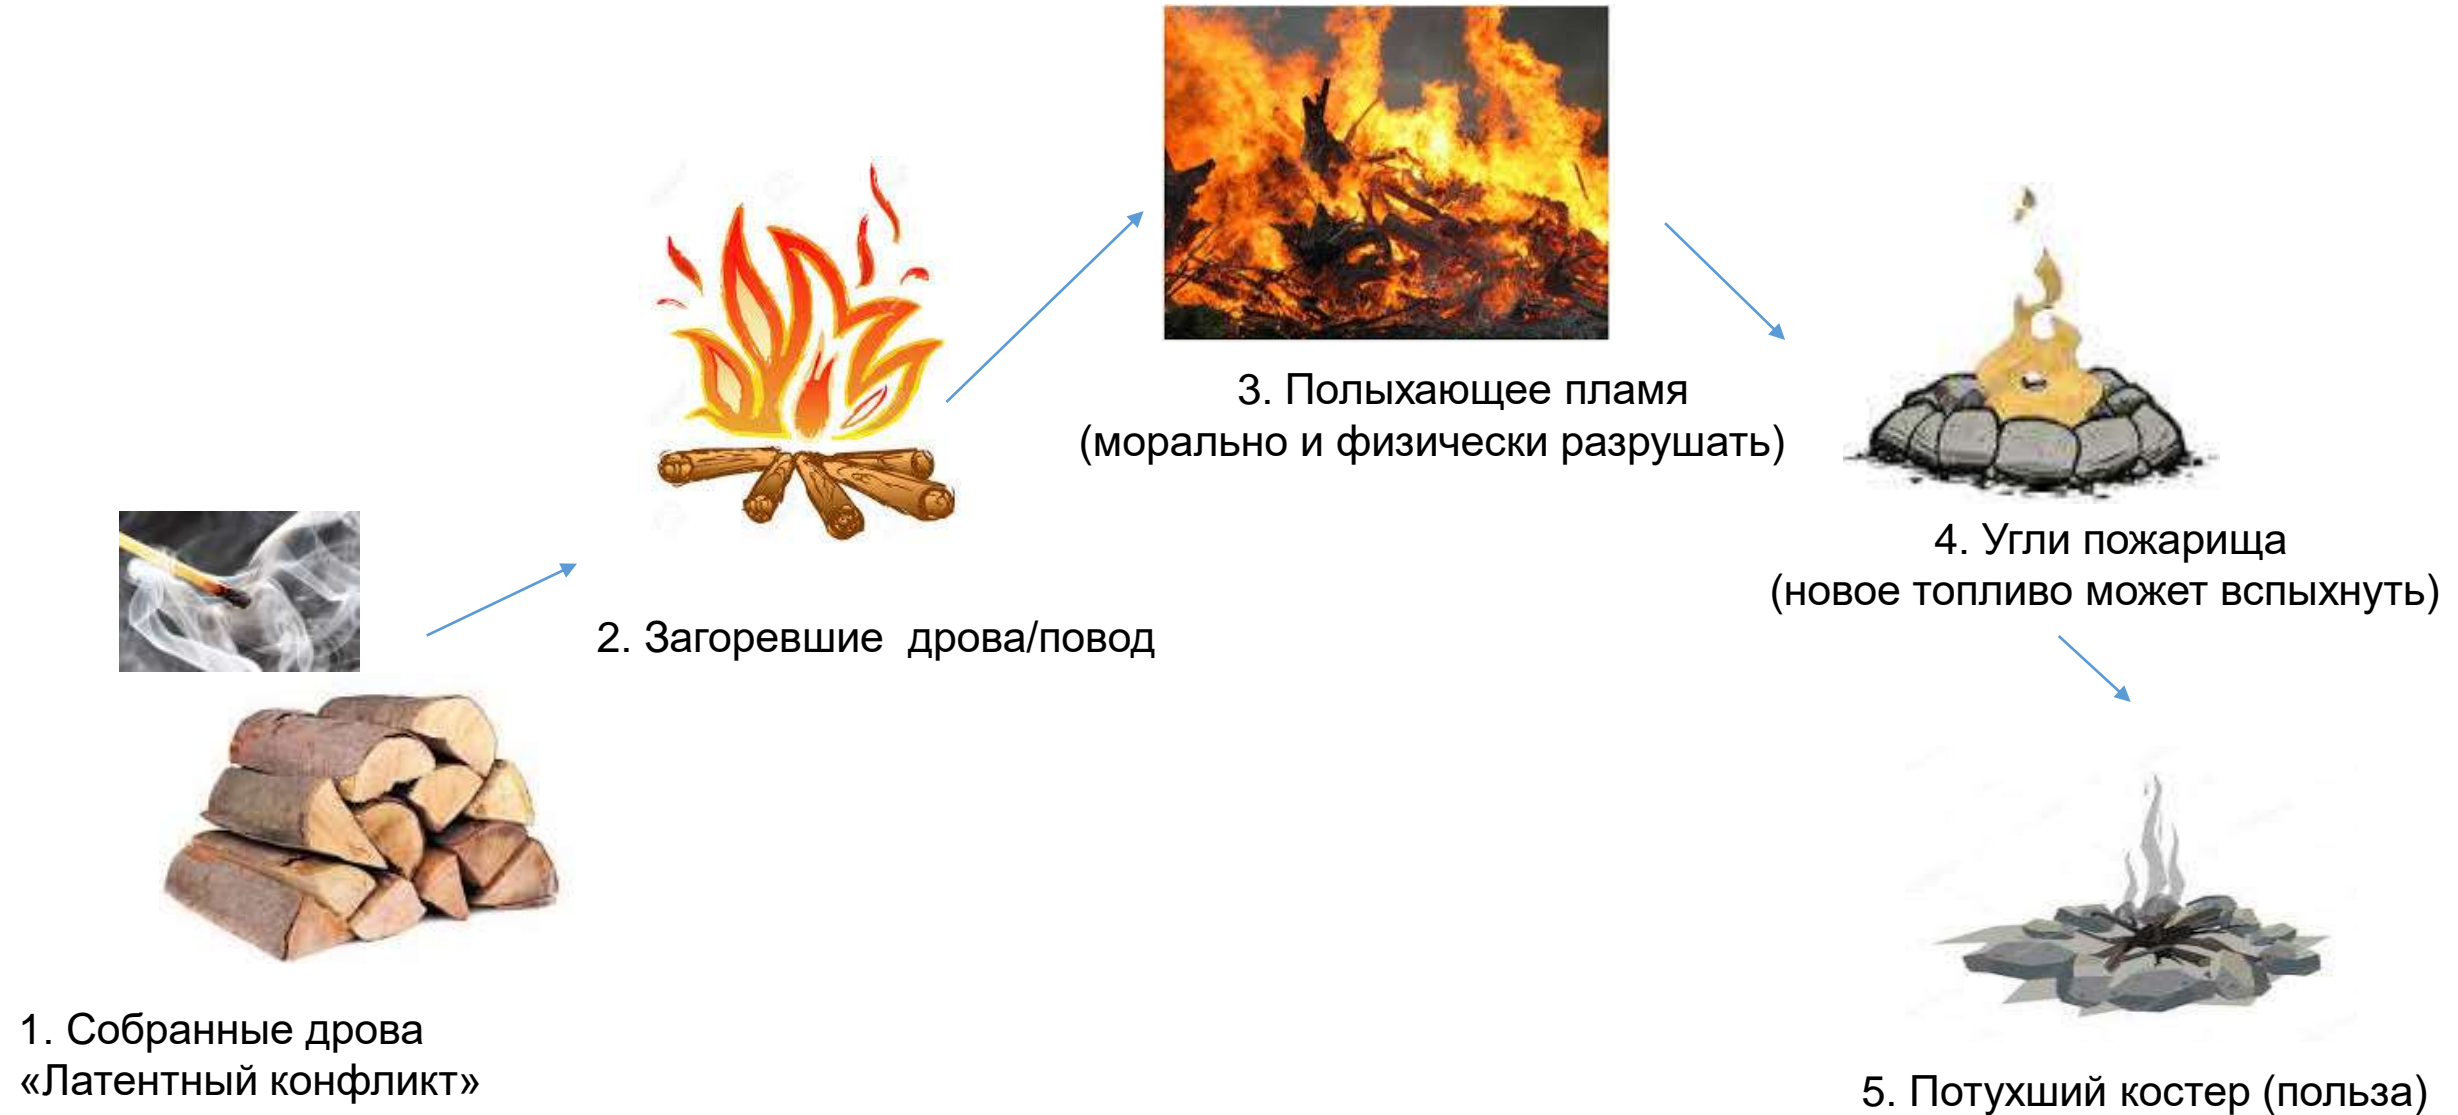 3. Полыхающее пламя
(морально и физически разрушать)
4. Угли пожарища
(новое топливо может вспыхнуть)
2. Загоревшие  дрова/повод
1. Собранные дрова
«Латентный конфликт»
5. Потухший костер (польза)